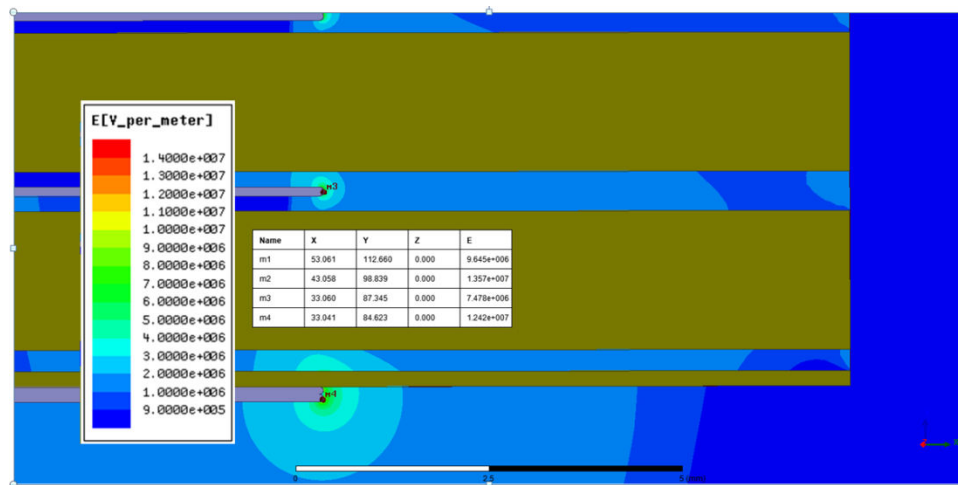 E[V_per_meter]
1.4000e+007
1.3000e+007
1.2000e+007
1.1000e+007
1.0000e+007
9.0000e+006
8.0000e+006
7.0000e+006
6.0000e+006
5.0000e+006
4.0000e+006
3.0000e+006
2.0000e+006
1.0000e+006
9.0000e+005
m3
Name X Y Z E
m1 53.061 112.660 0.000 9.645e+006
m2 43.058 98.839 0.000 1.357e+007
m3 33.060 87.345 0.000 7.478e+006
m4 33.041 84.623 0.000 1.242e+007
m4
0 2.5